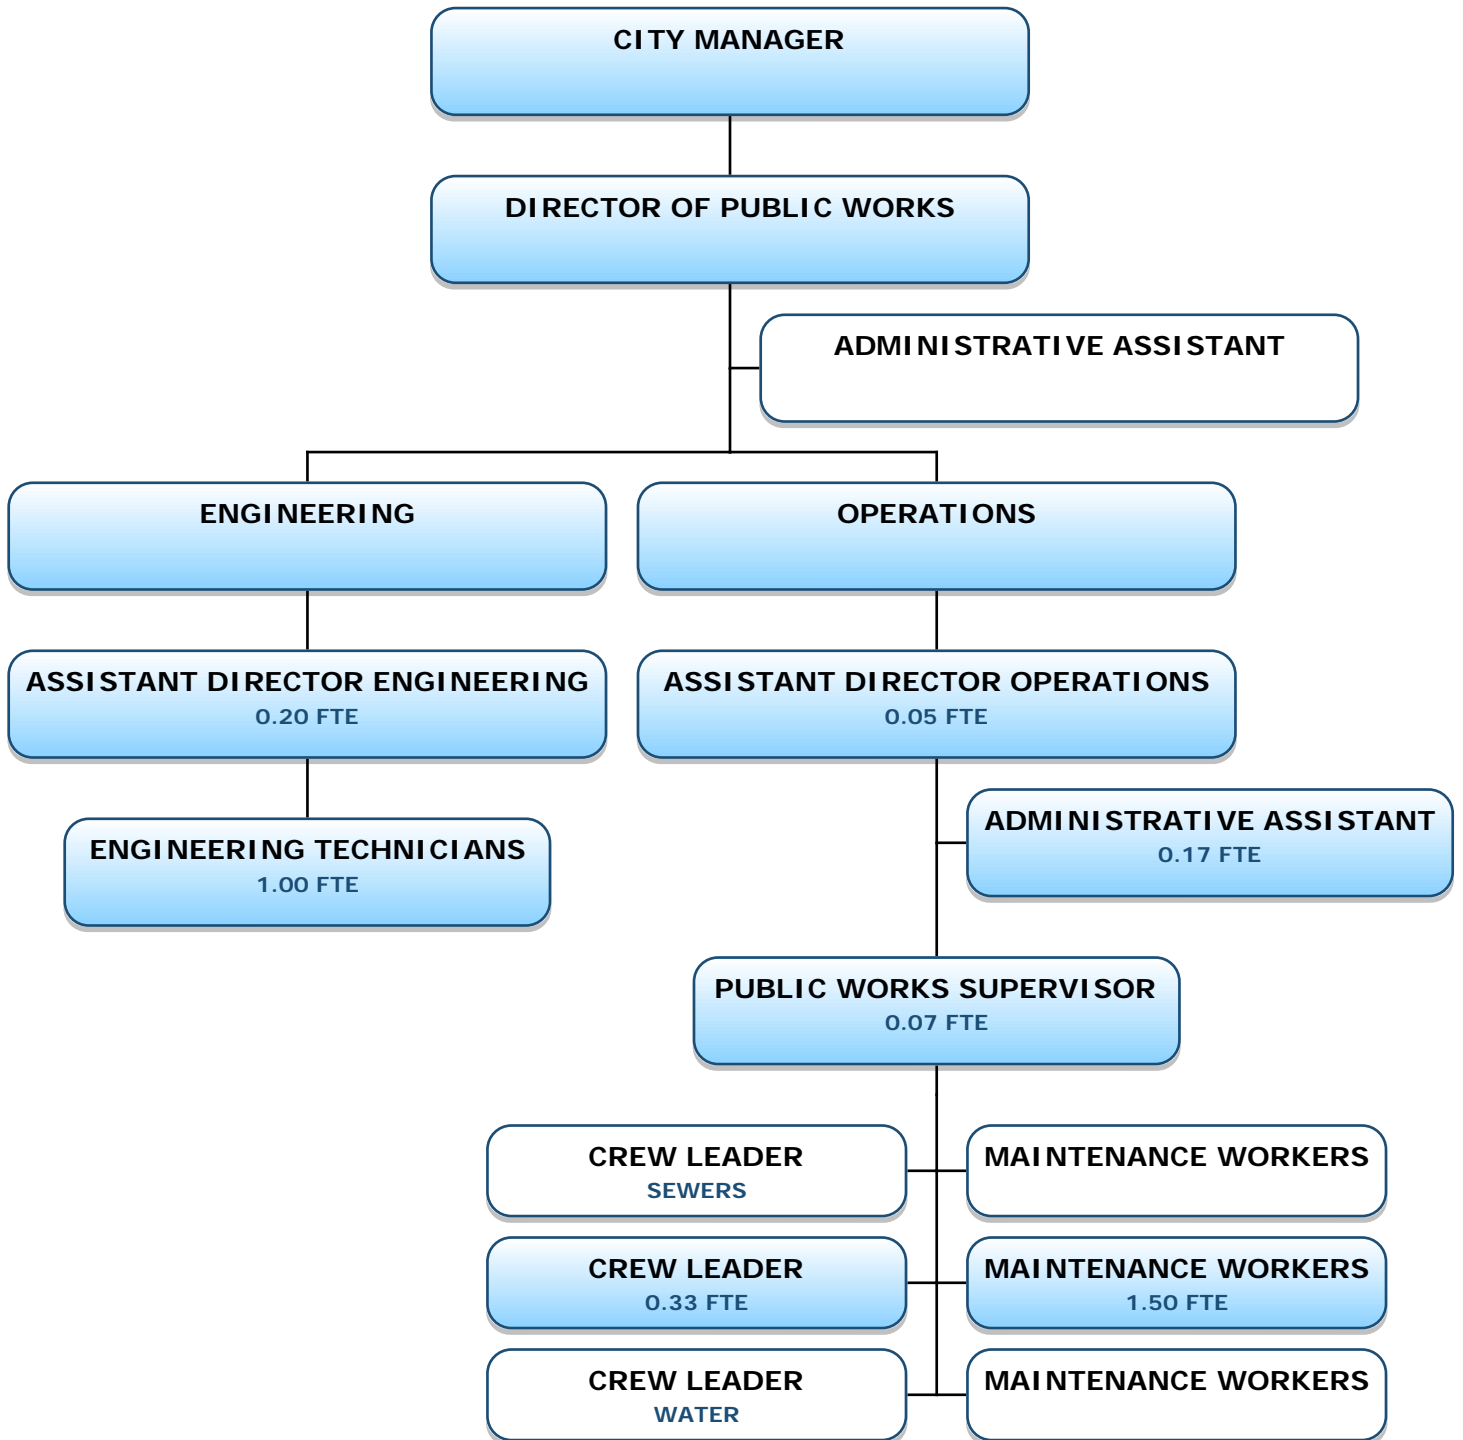 CITY MANAGER
DIRECTOR OF PUBLIC WORKS
ADMINISTRATIVE ASSISTANT
ENGINEERING
OPERATIONS
ASSISTANT DIRECTOR ENGINEERING
0.20 FTE
ASSISTANT DIRECTOR OPERATIONS
0.05 FTE
ENGINEERING TECHNICIANS
1.00 FTE
ADMINISTRATIVE ASSISTANT
0.17 FTE
PUBLIC WORKS SUPERVISOR
0.07 FTE
CREW LEADER
SEWERS
MAINTENANCE WORKERS
CREW LEADER
0.33 FTE
MAINTENANCE WORKERS
1.50 FTE
CREW LEADER
WATER
MAINTENANCE WORKERS